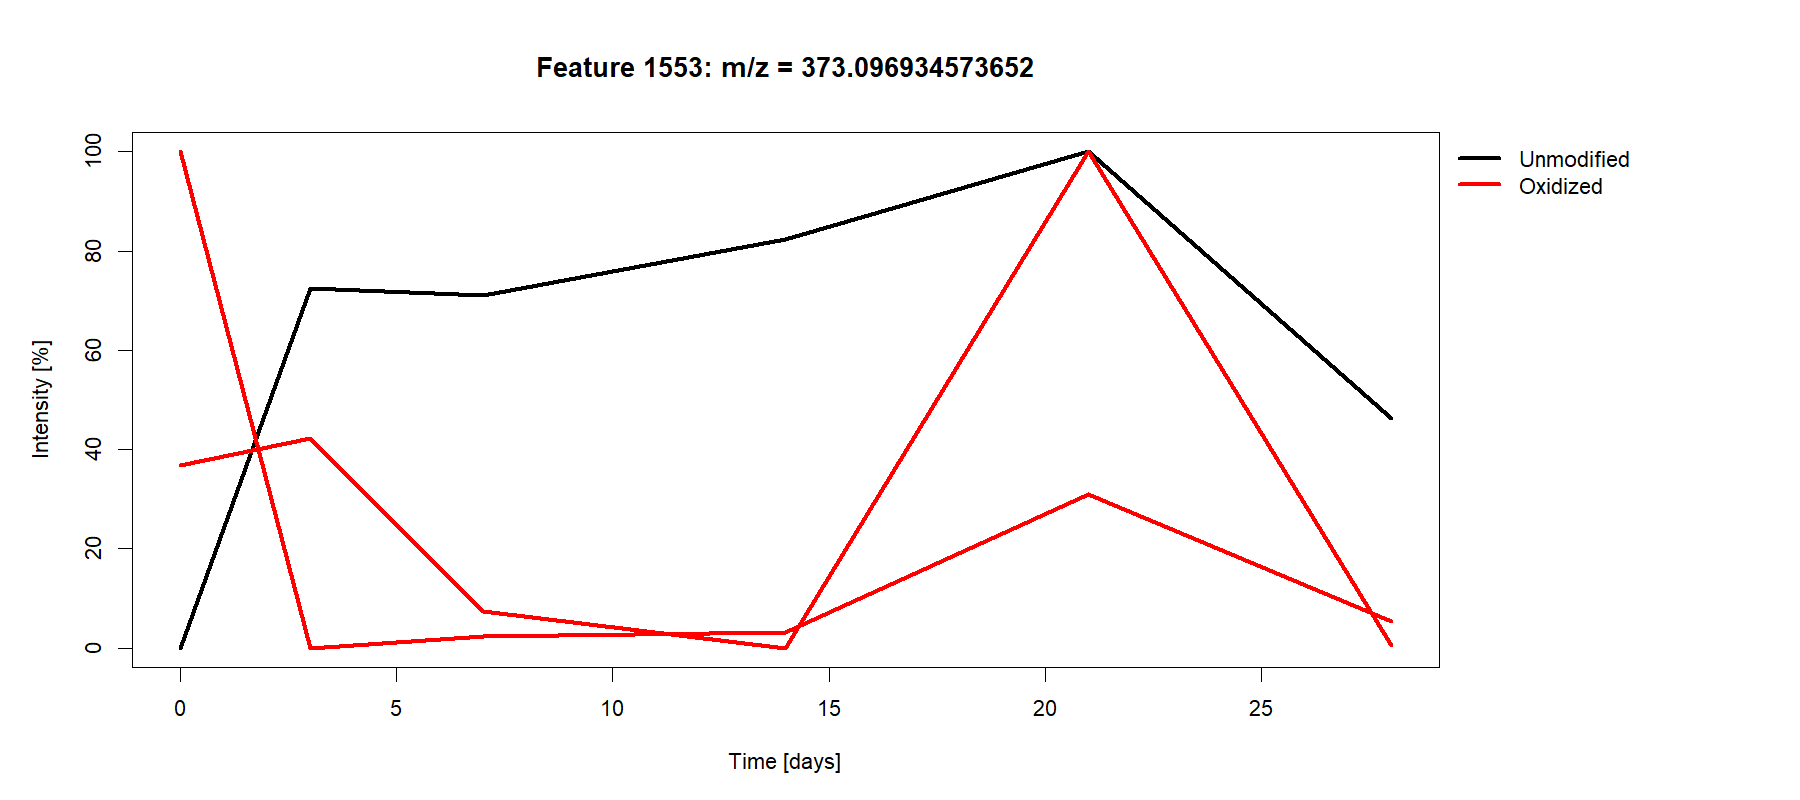 Feature 1553: m/z = 373.096934573652
Unmodified
Oxidized
Intensity [%]
100
80
60
40
20
0
0 5 10 15 20 25
Time [days]